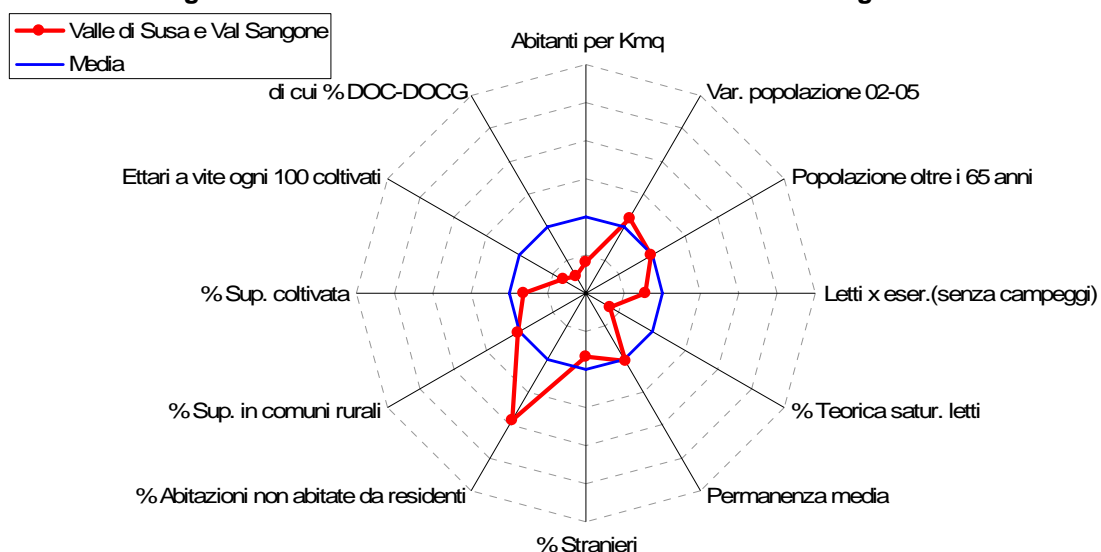 Valle di Susa e Val Sangone
Media
Abitanti per Kmq
di cui % DOC-DOCG
Var. popolazione 02-05
Ettari a vite ogni 100 coltivati
Popolazione oltre i 65 anni
% Sup. coltivata
Letti x eser.(senza campeggi)
% Sup. in comuni rurali
% Teorica satur. letti
% Abitazioni non abitate da residenti
Permanenza media
% Stranieri